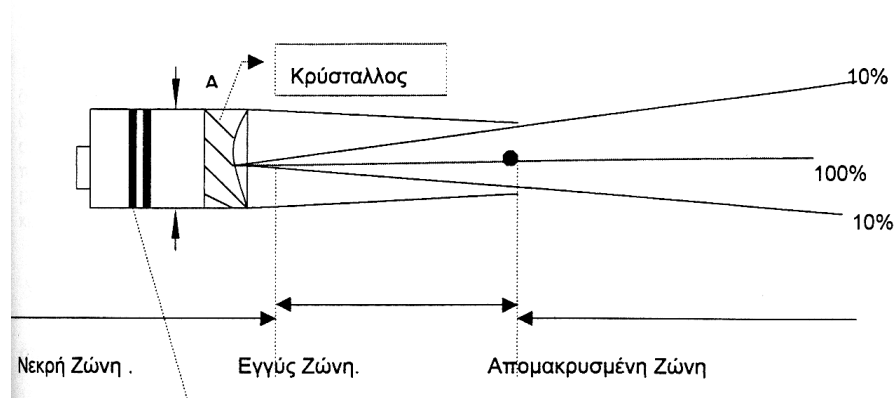 Α
Κρύσταλλος
10%
100%
10%
Νεκρή Ζώνη .
Εγγύς Ζώνη.
Απομακρυσμένη Ζώνη